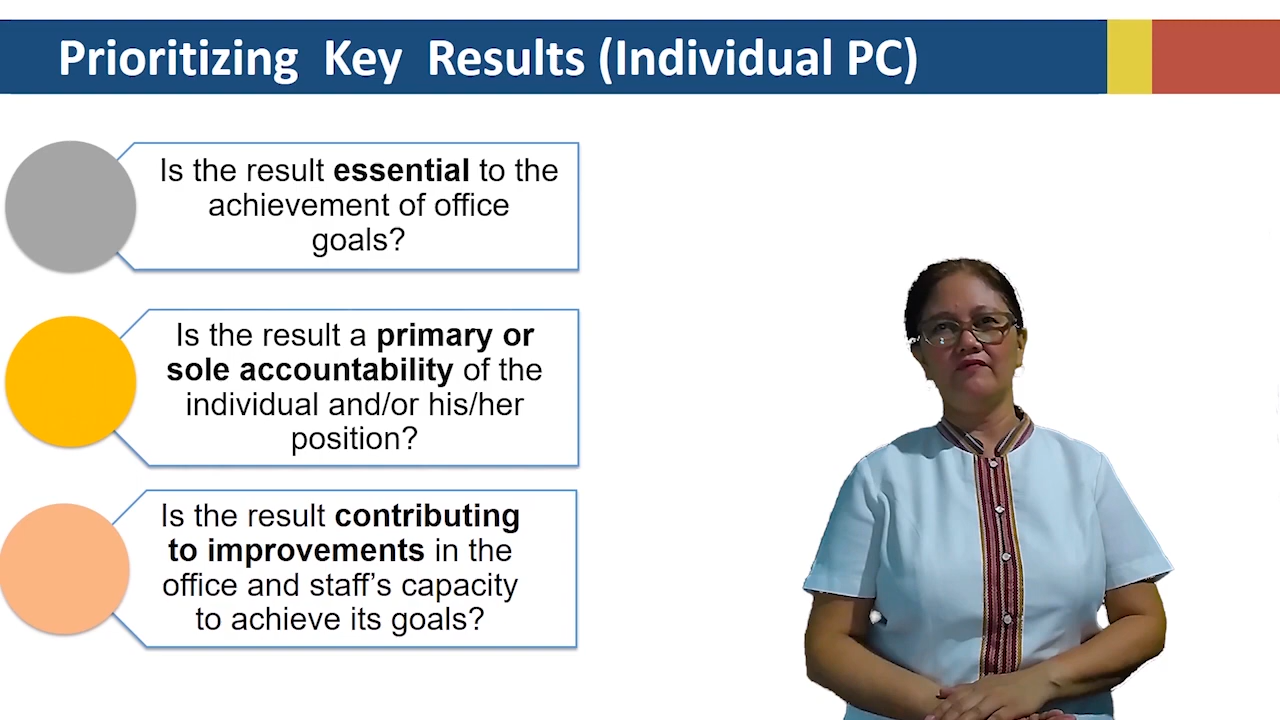 Prioritizing Key Results (Individual PC)
Is the result essential to the
achievement of office
goals?
Is the result a primary or
sole accountability of the
individual and/or his/her
position?
Is the result contributing
to improvements in the
office and staff's capacity
to achieve its goals?